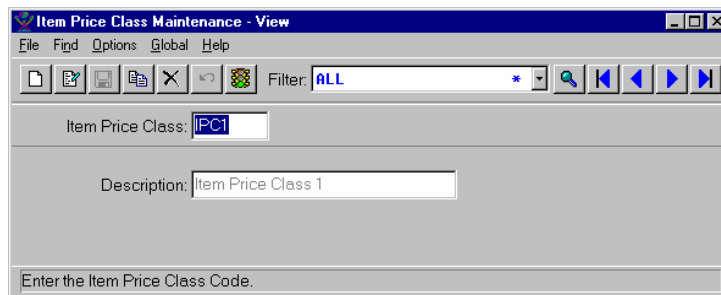 Item Price Class Maintenance - View
File Find Options Global Help
Filter: ALL *
Item Price Class: IPC1
Description: Item Price Class 1
Enter the Item Price Class Code.